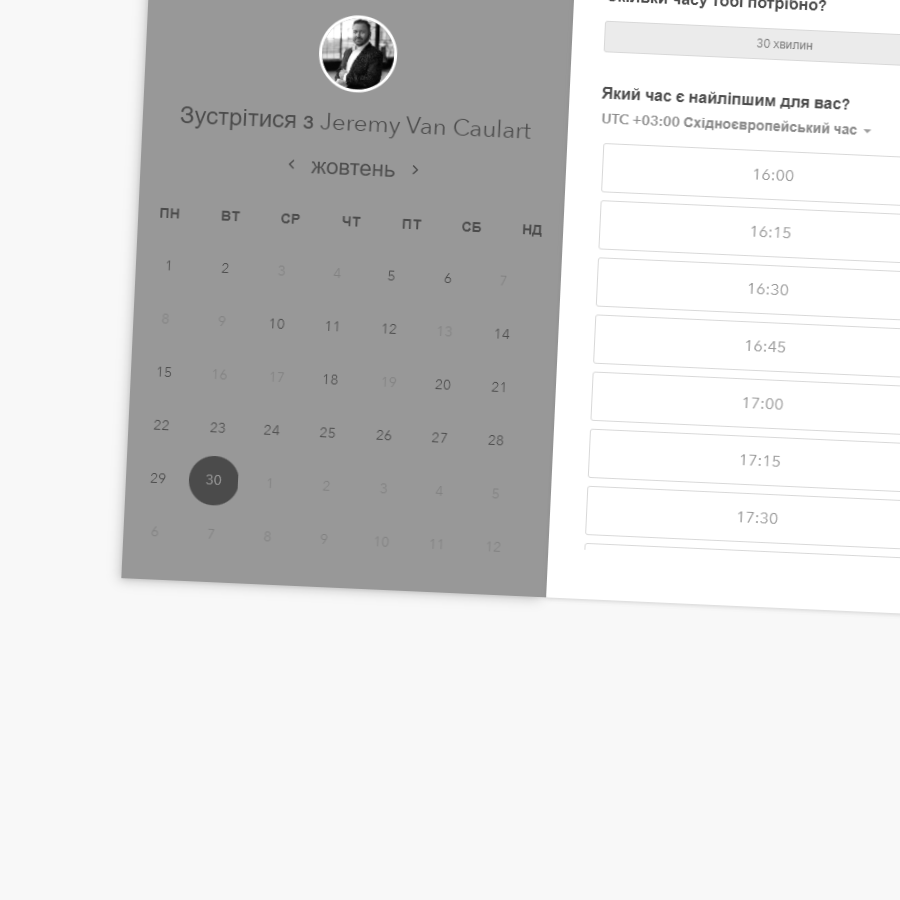 Зустрітися з Jeremy Van Caulart
жовтень
ПН ВТ СР ЧТ ПТ СБ НД
1 2 3 4 5 6 7
8 9 10 11 12 13 14
15 16 17 18 19 20 21
22 23 24 25 26 27 28
29 30 1 2 3 4 5
6 7 8 9 10 11 12
Скільки часу тобі потрібно?
30 хвилин
Який час є найліпшим для вас?
UTC +03:00 Східноєвропейський час
16:00
16:15
16:30
16:45
17:00
17:15
17:30